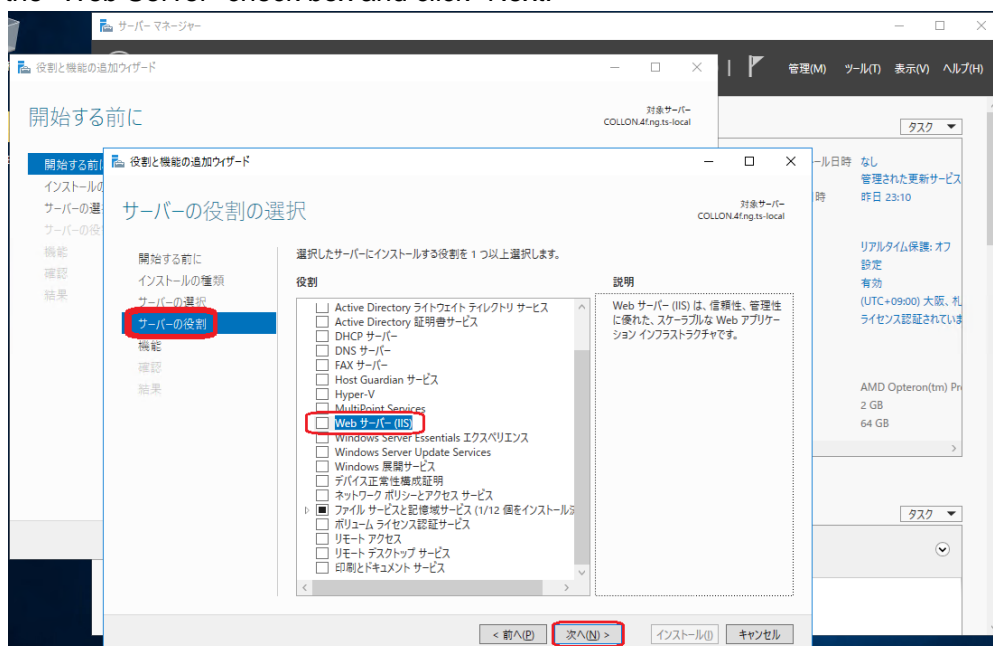 サーバー マネージャー
管理(M) ツール(T) 表示(V) ヘルプ(H)
役割と機能の追加ウィザード
開始する前に
対象サーバー
COLLON.4f.ng.ts-local
タスク
開始する前に
インストールの
サーバーの選
サーバーの役
機能
確認
結果
ール日時 なし
管理された更新サービス
時 昨日 23:10
リアルタイム保護: オフ
設定
有効
(UTC+09:00) 大阪、札
ライセンス認証されていま
AMD Opteron(tm) Pr
2 GB
64 GB
タスク
役割と機能の追加ウィザード
サーバーの役割の選択
対象サーバー
COLLON.4f.ng.ts-local
開始する前に
インストールの種類
サーバーの選択
サーバーの役割
機能
確認
結果
選択したサーバーにインストールする役割を 1 つ以上選択します。
役割
Active Directory ライトウェイト ディレクトリ サービス
Active Directory 証明書サービス
DHCP サーバー
DNS サーバー
FAX サーバー
Host Guardian サービス
Hyper-V
MultiPoint Services
Web サーバー (IIS)
Windows Server Essentials エクスペリエンス
Windows Server Update Services
Windows 展開サービス
デバイス正常性構成証明
ネットワーク ポリシーとアクセス サービス
ファイル サービスと記憶域サービス (1/12 個をインストール済
ボリューム ライセンス認証サービス
リモート アクセス
リモート デスクトップ サービス
印刷とドキュメント サービス
説明
Web サーバー (IIS) は、信頼性、管理性
に優れた、スケーラブルな Web アプリケー
ション インフラストラクチャです。
< 前へ(P) 次へ(N) > インストール(I) キャンセル